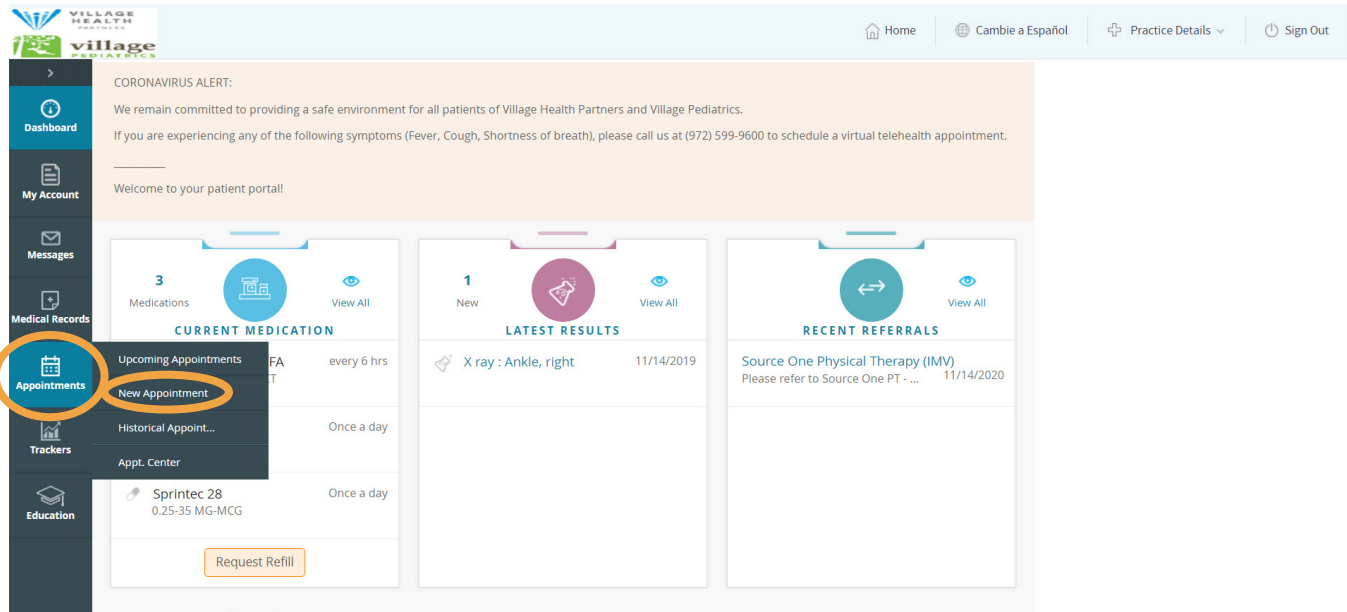 VILLAGE
HEALTH
PARTNERS
village
PEDIATRICS
Home
Cambie a Español
Practice Details
Sign Out
Dashboard
My Account
Messages
Medical Records
Appointments
Trackers
Education
CORONAVIRUS ALERT:
We remain committed to providing a safe environment for all patients of Village Health Partners and Village Pediatrics.
If you are experiencing any of the following symptoms (Fever, Cough, Shortness of breath), please call us at (972) 599-9600 to schedule a virtual telehealth appointment.
__________
Welcome to your patient portal!
3
Medications
View All
CURRENT MEDICATION
FA
every 6 hrs
Upcoming Appointments
New Appointment
Historical Appoint...
Appt. Center
Once a day
Sprintec 28
Once a day
0.25-35 MG-MCG
Request Refill
1
New
View All
LATEST RESULTS
X ray : Ankle, right
11/14/2019
View All
RECENT REFERRALS
Source One Physical Therapy (IMV)
Please refer to Source One PT - ...
11/14/2020